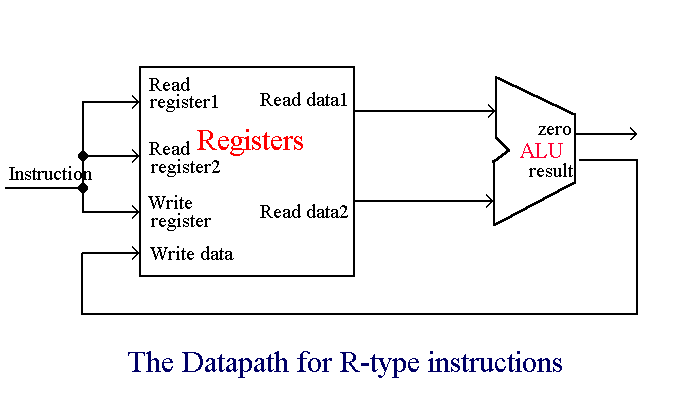 Read
register1
Read data1
Registers
zero
Read
register2
ALU
Instruction
result
Write
register
Read data2
Write data
The Datapath for R-type instructions